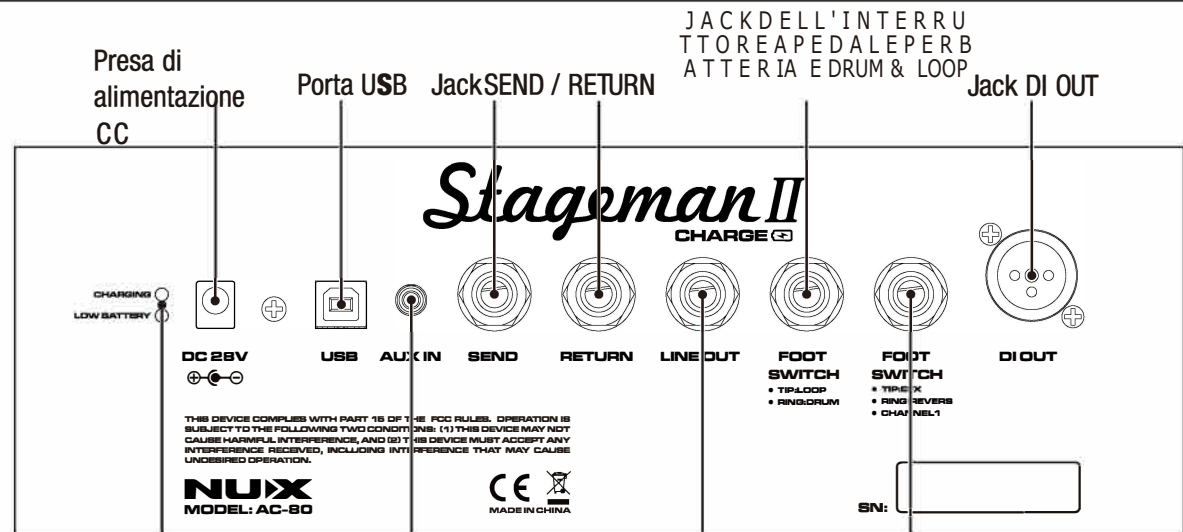 Presa di
alimentazione
CC
Porta USB
Jack SEND / RETURN
JACKDELL'INTERRU
TTOREAPEDALEPERB
ATTERIA EDRUM & LOOP
Jack DI OUT
Stageman II
CHARGE
CHARGING
LOW BATTERY
DC 28V
USB
AUX IN
SEND
RETURN
LINE OUT
FOOT
SWITCH
• TIP:LOOP
• RING:DRUM
FOOT
SWITCH
• RING:REVERB
• CHANNEL1
DI OUT
THIS DEVICE COMPLIES WITH PART 15 OF THE FCC RULES. OPERATION IS
SUBJECT TO THE FOLLOWING TWO CONDITIONS: (1) THIS DEVICE MAY NOT
CAUSE HARMFUL INTERFERENCE, AND (2) THIS DEVICE MUST ACCEPT ANY
INTERFERENCE RECEIVED, INCLUDING INTERFERENCE THAT MAY CAUSE
UNDESIRED OPERATION.
NUX
MODEL: AC-80
CE
MADE IN CHINA
SN: